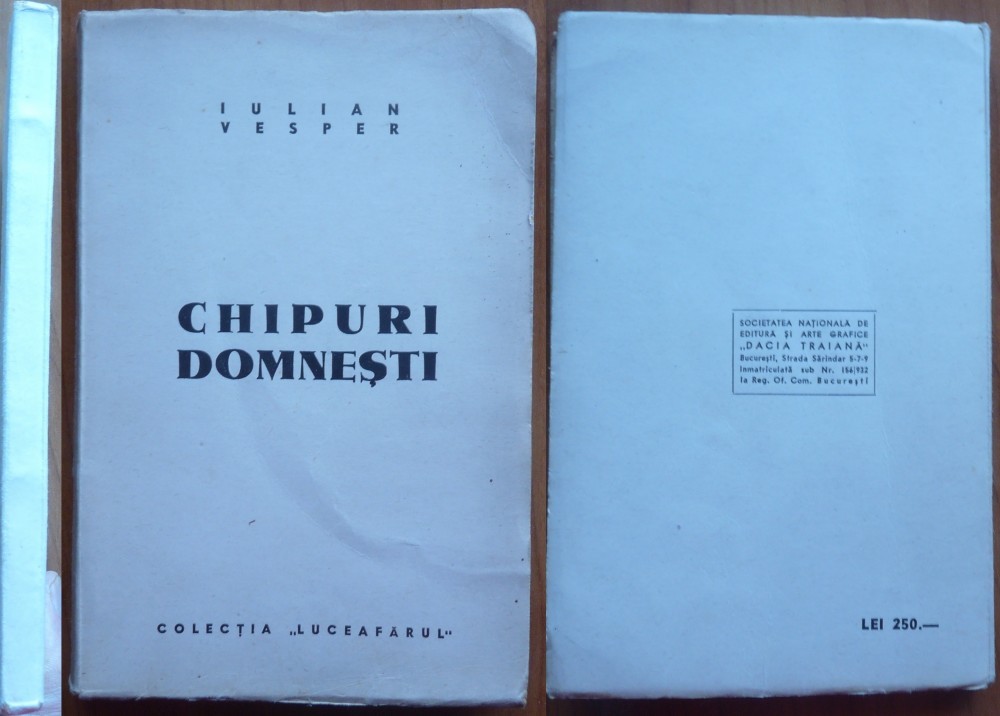 IULIAN
VESPER
CHIPURI
DOMNEȘTI
COLECȚIA „LUCEAFĂRUL"
SOCIETATEA NAȚIONALĂ DE
EDITURĂ ȘI ARTE GRAFICE
„DACIA TRAIANĂ"
București, Strada Sărindar 5-7-9
Inmatriculată sub Nr. 156|932
la Reg. Of. Com. București
LEI 250.—